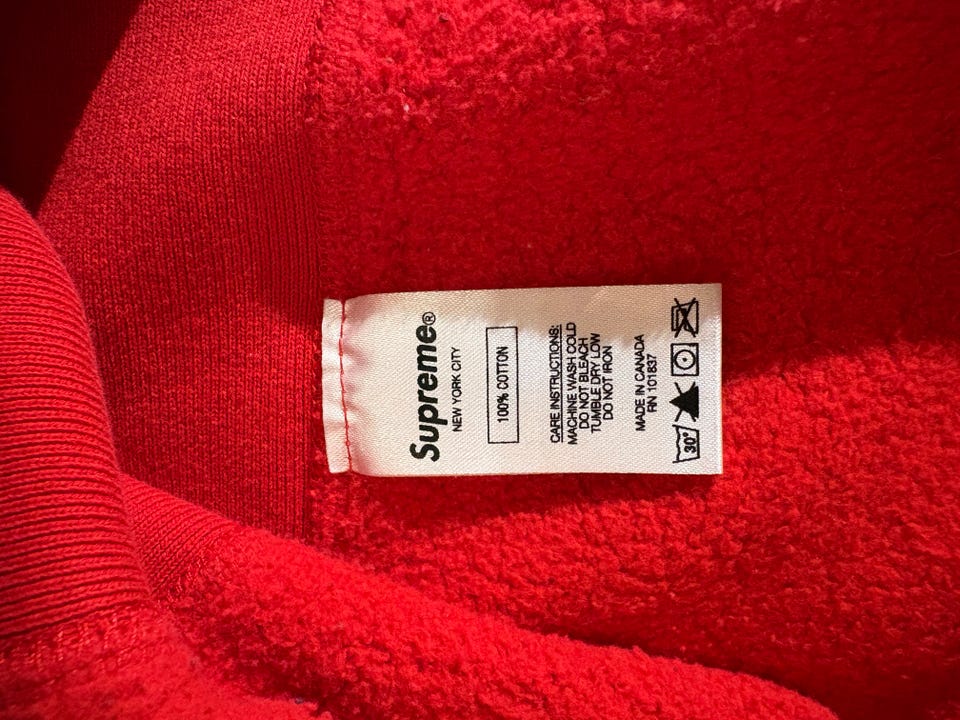 Supreme®
NEW YORK CITY
100% COTTON
CARE INSTRUCTIONS:
MACHINE WASH COLD
DO NOT BLEACH
TUMBLE DRY LOW
DO NOT IRON
MADE IN CANADA
RN 101837
30°